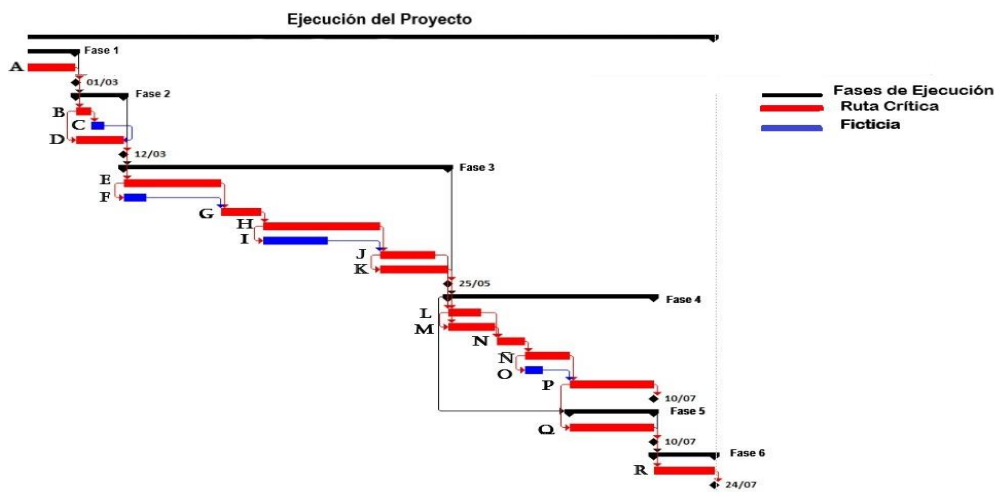 Ejecución del Proyecto
Fase 1
A
01/03
Fase 2
Fases de Ejecución
Ruta Crítica
Ficticia
B
C
D
12/03
Fase 3
E
F
G
H
I
J
K
25/05
Fase 4
L
M
N
Ñ
O
P
10/07
Fase 5
Q
10/07
Fase 6
R
24/07